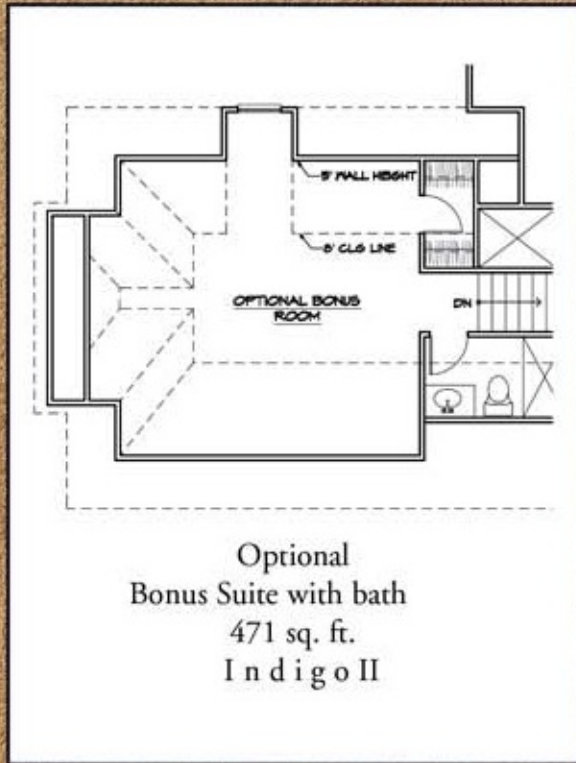 5' WALL HEIGHT
8' CLG LINE
OPTIONAL BONUS
ROOM
DN
Optional
Bonus Suite with bath
471 sq. ft.
Indigo II